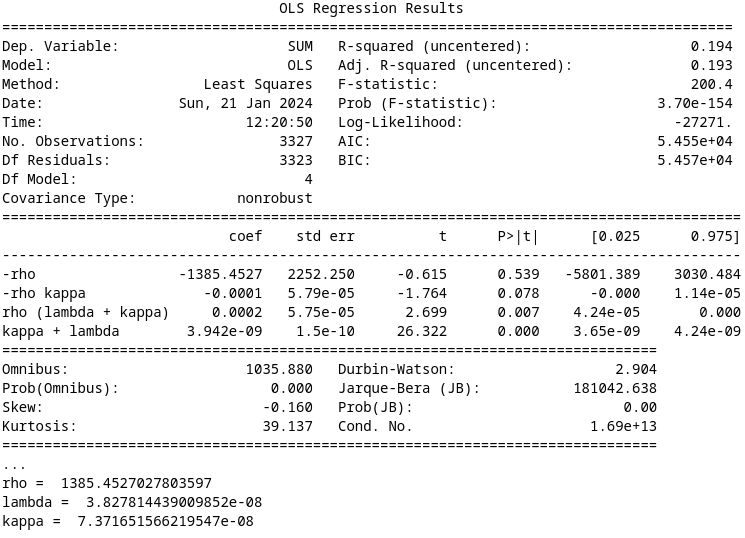 OLS Regression Results
==============================================================================
Dep. Variable:                    SUM   R-squared (uncentered):                   0.194
Model:                            OLS   Adj. R-squared (uncentered):              0.193
Method:                 Least Squares   F-statistic:                              200.4
Date:                Sun, 21 Jan 2024   Prob (F-statistic):                   3.70e-154
Time:                        12:20:50   Log-Likelihood:                         -27271.
No. Observations:                3327   AIC:                                  5.455e+04
Df Residuals:                    3323   BIC:                                  5.457e+04
Df Model:                           4
Covariance Type:            nonrobust
==============================================================================
coef    std err          t      P>|t|      [0.025      0.975]
------------------------------------------------------------------------------
-rho                 -1385.4527   2252.250     -0.615      0.539   -5801.389    3030.484
-rho kappa              -0.0001   5.79e-05     -1.764      0.078      -0.000    1.14e-05
rho (lambda + kappa)     0.0002   5.75e-05      2.699      0.007    4.24e-05       0.000
kappa + lambda        3.942e-09    1.5e-10     26.322      0.000    3.65e-09    4.24e-09
==============================================================================
Omnibus:                     1035.880   Durbin-Watson:                   2.904
Prob(Omnibus):                  0.000   Jarque-Bera (JB):           181042.638
Skew:                          -0.160   Prob(JB):                         0.00
Kurtosis:                      39.137   Cond. No.                     1.69e+13
==============================================================================
...
rho =  1385.4527027803597
lambda =  3.827814439009852e-08
kappa =  7.371651566219547e-08